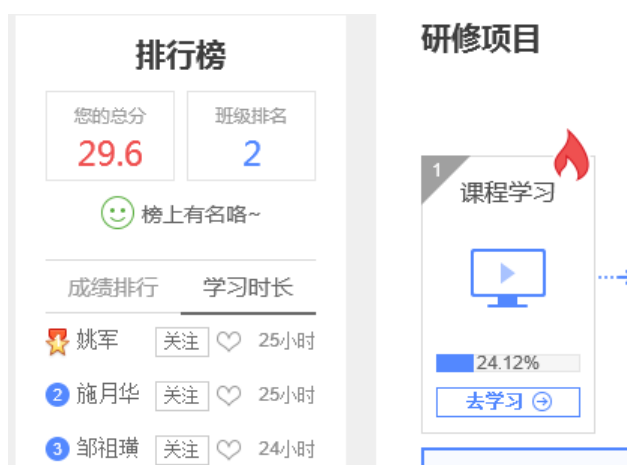 排行榜
您的总分
29.6
班级排名
2
榜上有名咯~
成绩排行 学习时长
姚军 关注 25小时
2 施月华 关注 25小时
3 邹祖璜 关注 24小时
研修项目
1
课程学习
24.12%
去学习